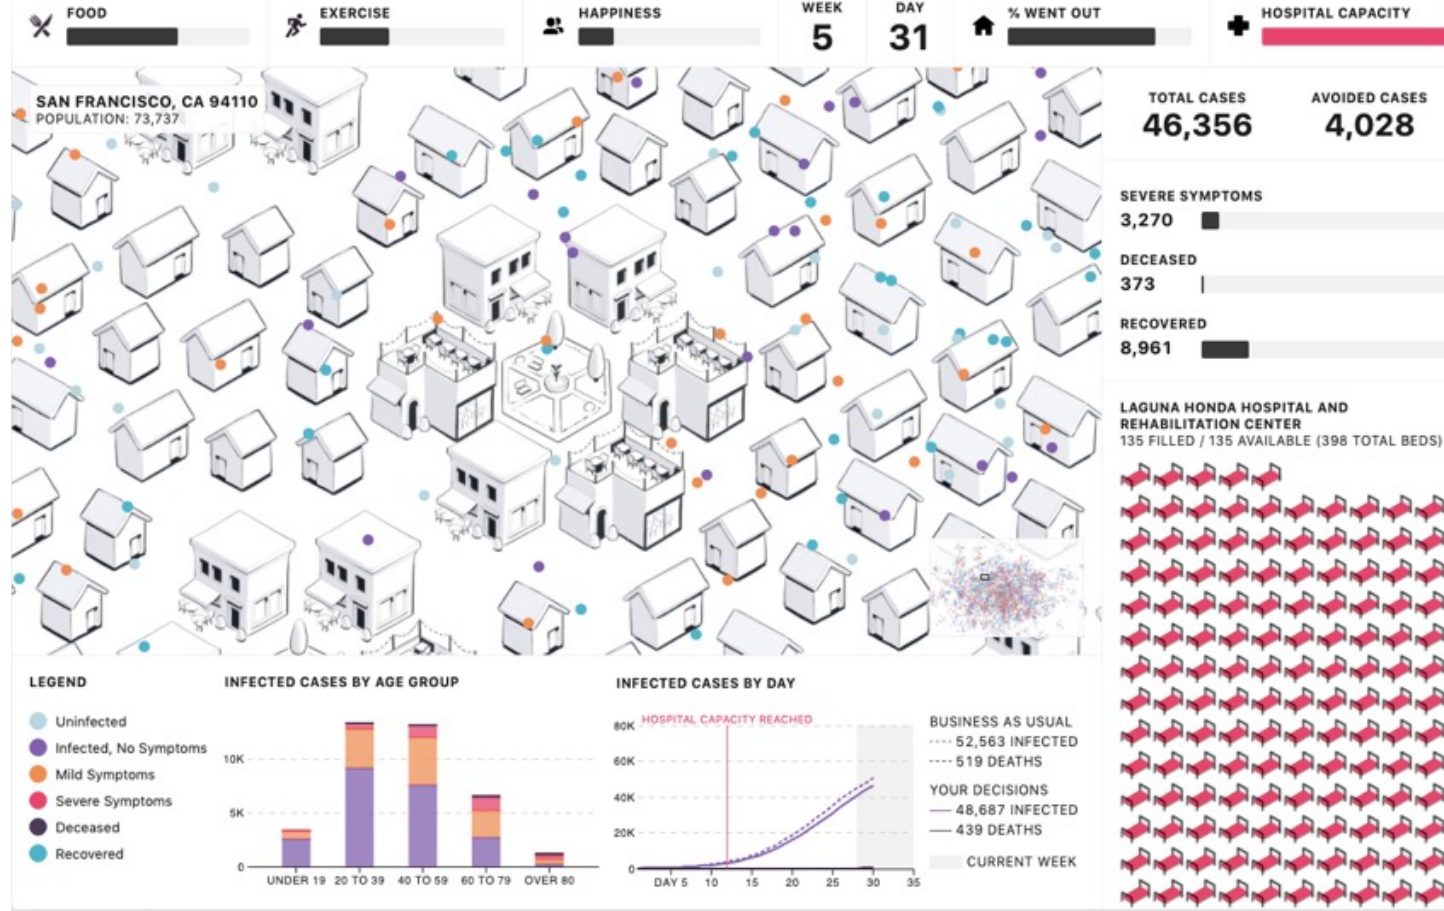 FOOD
EXERCISE
HAPPINESS
WEEK
5
DAY
31
% WENT OUT
HOSPITAL CAPACITY
SAN FRANCISCO, CA 94110
POPULATION: 73,737
TOTAL CASES
46,356
AVOIDED CASES
4,028
SEVERE SYMPTOMS
3,270
DECEASED
373
RECOVERED
8,961
LAGUNA HONDA HOSPITAL AND
REHABILITATION CENTER
135 FILLED / 135 AVAILABLE (398 TOTAL BEDS)
LEGEND
Uninfected
Infected, No Symptoms
Mild Symptoms
Severe Symptoms
Deceased
Recovered
INFECTED CASES BY AGE GROUP
10K
5K
0
UNDER 19
20 TO 39
40 TO 59
60 TO 79
OVER 80
INFECTED CASES BY DAY
HOSPITAL CAPACITY REACHED
80K
60K
40K
20K
0
DAY 5
10
15
20
25
30
35
BUSINESS AS USUAL
52,563 INFECTED
519 DEATHS
YOUR DECISIONS
48,687 INFECTED
439 DEATHS
CURRENT WEEK